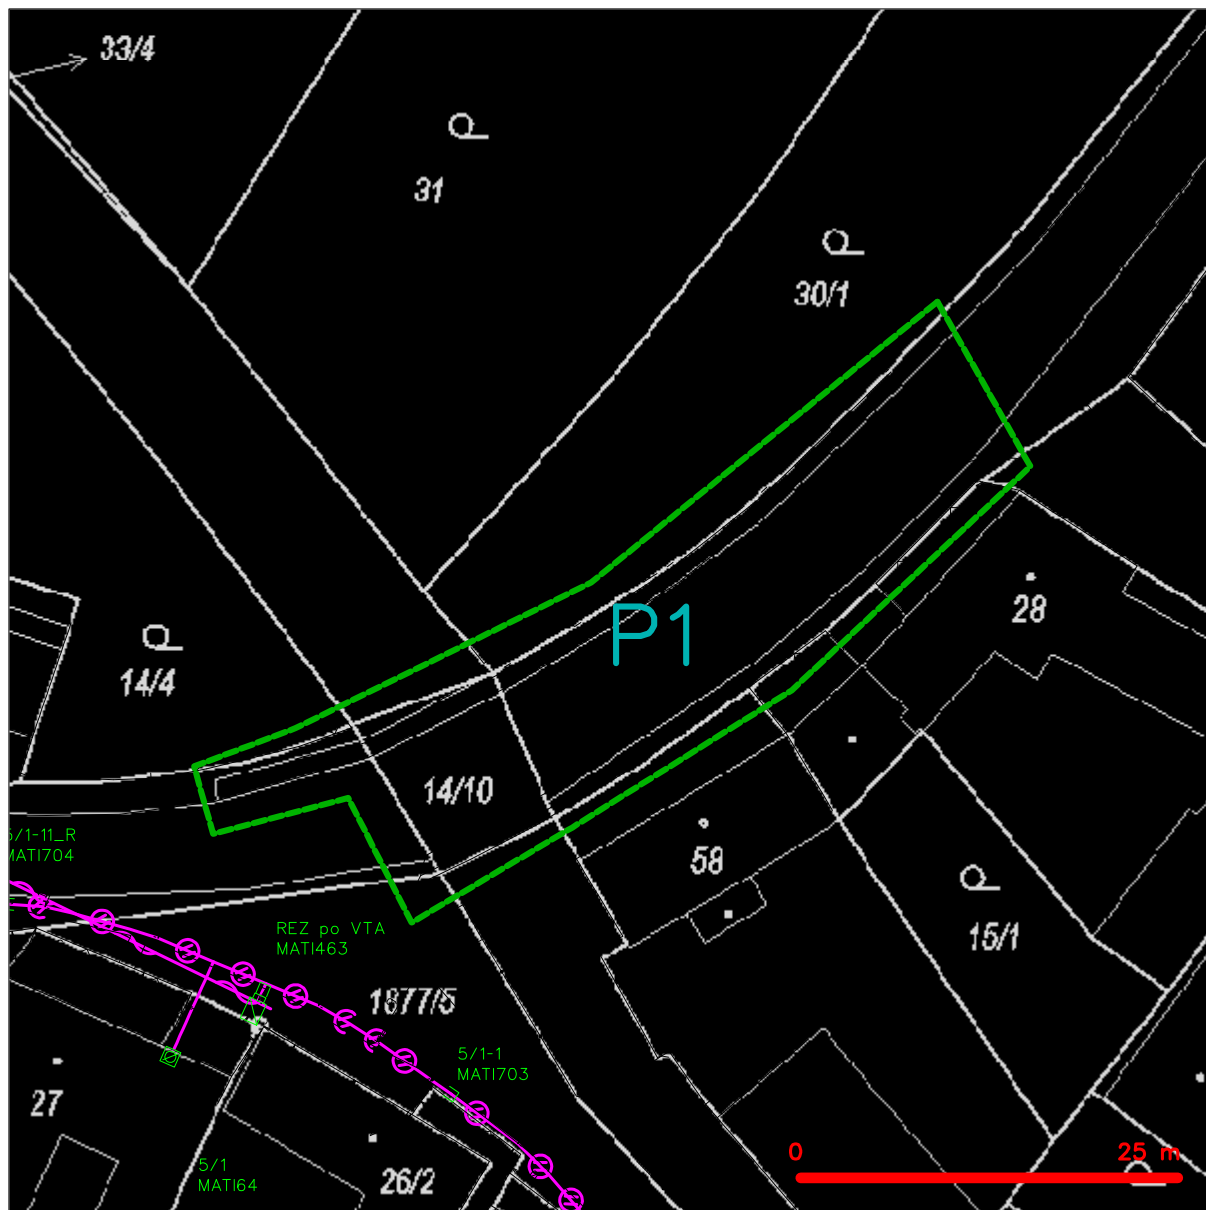 33/4
31
30/1
28
P1
14/4
14/10
58
15/1
5/1-11_R
MATI704
REZ po VTA
MATI463
1877/5
5/1-1
MATI703
27
5/1
MATI64
26/2
0 25 m